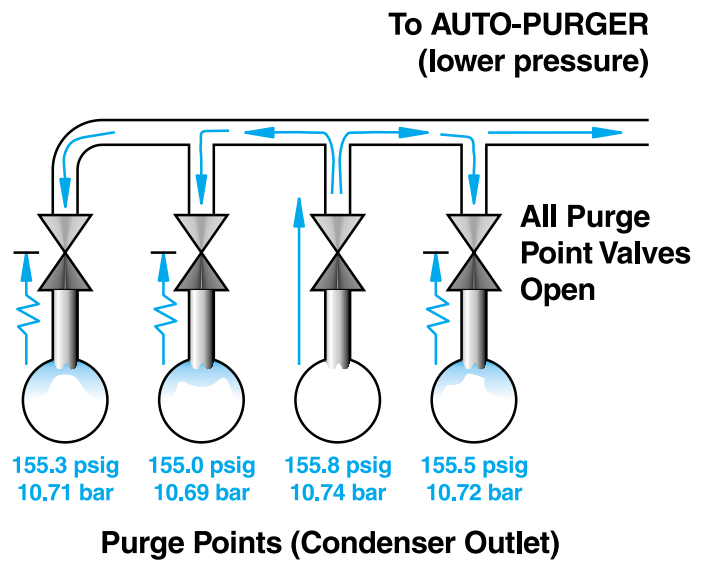 To AUTO-PURGER
(lower pressure)
All Purge
Point Valves
Open
155.3 psig 155.0 psig 155.8 psig 155.5 psig
10.71 bar 10.69 bar 10.74 bar 10.72 bar
Purge Points (Condenser Outlet)